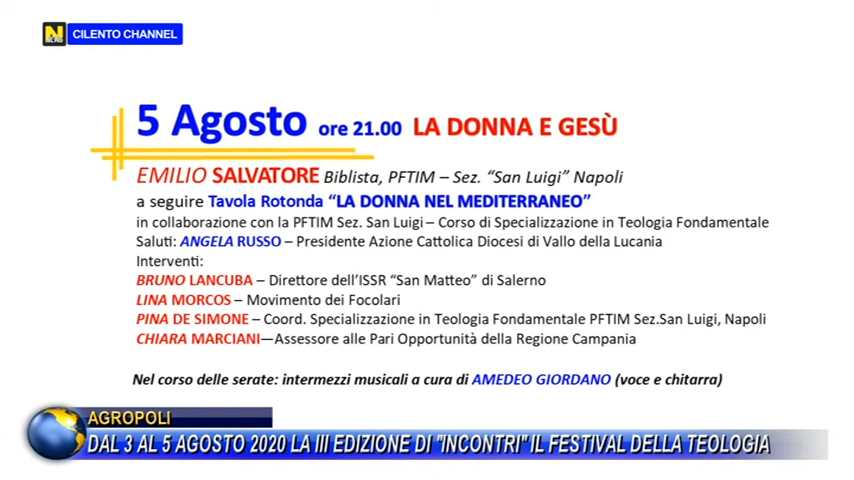 CILENTO CHANNEL
5 Agosto ore 21.00 LA DONNA E GESÙ
EMILIO SALVATORE Biblista, PFTIM – Sez. “San Luigi” Napoli
a seguire Tavola Rotonda “LA DONNA NEL MEDITERRANEO”
in collaborazione con la PFTIM Sez. San Luigi – Corso di Specializzazione in Teologia Fondamentale
Saluti: ANGELA RUSSO – Presidente Azione Cattolica Diocesi di Vallo della Lucania
Interventi:
BRUNO LANCUBA – Direttore dell’ISSR “San Matteo” di Salerno
LINA MORCOS – Movimento dei Focolari
PINA DE SIMONE – Coord. Specializzazione in Teologia Fondamentale PFTIM Sez.San Luigi, Napoli
CHIARA MARCIANI—Assessore alle Pari Opportunità della Regione Campania
Nel corso delle serate: intermezzi musicali a cura di AMEDEO GIORDANO (voce e chitarra)
AGROPOLI
DAL 3 AL 5 AGOSTO 2020 LA III EDIZIONE DI "INCONTRI" IL FESTIVAL DELLA TEOLOGIA